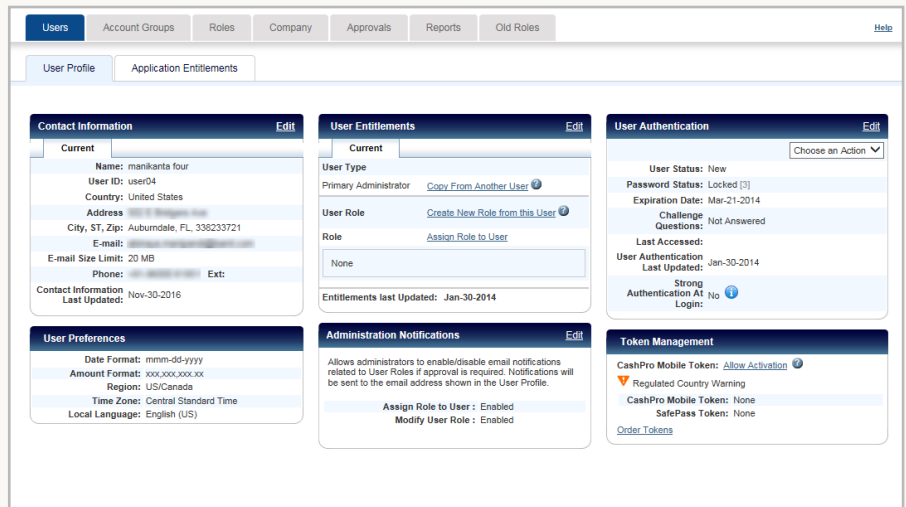 Users Account Groups Roles Company Approvals Reports Old Roles Help
User Profile Application Entitlements
Contact Information Edit
Current
Name: manikanta four
User ID: user04
Country: United States
Address
City, ST, Zip: Auburndale, FL, 338233721
E-mail:
E-mail Size Limit: 20 MB
Phone: Ext:
Contact Information
Last Updated: Nov-30-2016
User Preferences
Date Format: mmm-dd-yyyy
Amount Format: xxx,xxx,xxx.xx
Region: US/Canada
Time Zone: Central Standard Time
Local Language: English (US)
User Entitlements Edit
Current
User Type
Primary Administrator Copy From Another User ?
User Role Create New Role from this User ?
Role Assign Role to User
None
Entitlements last Updated: Jan-30-2014
Administration Notifications Edit
Allows administrators to enable/disable email notifications
related to User Roles if approval is required. Notifications will
be sent to the email address shown in the User Profile.
Assign Role to User : Enabled
Modify User Role : Enabled
User Authentication Edit
Choose an Action
User Status: New
Password Status: Locked [3]
Expiration Date: Mar-21-2014
Challenge
Questions: Not Answered
Last Accessed:
User Authentication
Last Updated: Jan-30-2014
Strong
Authentication At
Login: No i
Token Management
CashPro Mobile Token: Allow Activation ?
! Regulated Country Warning
CashPro Mobile Token: None
SafePass Token: None
Order Tokens